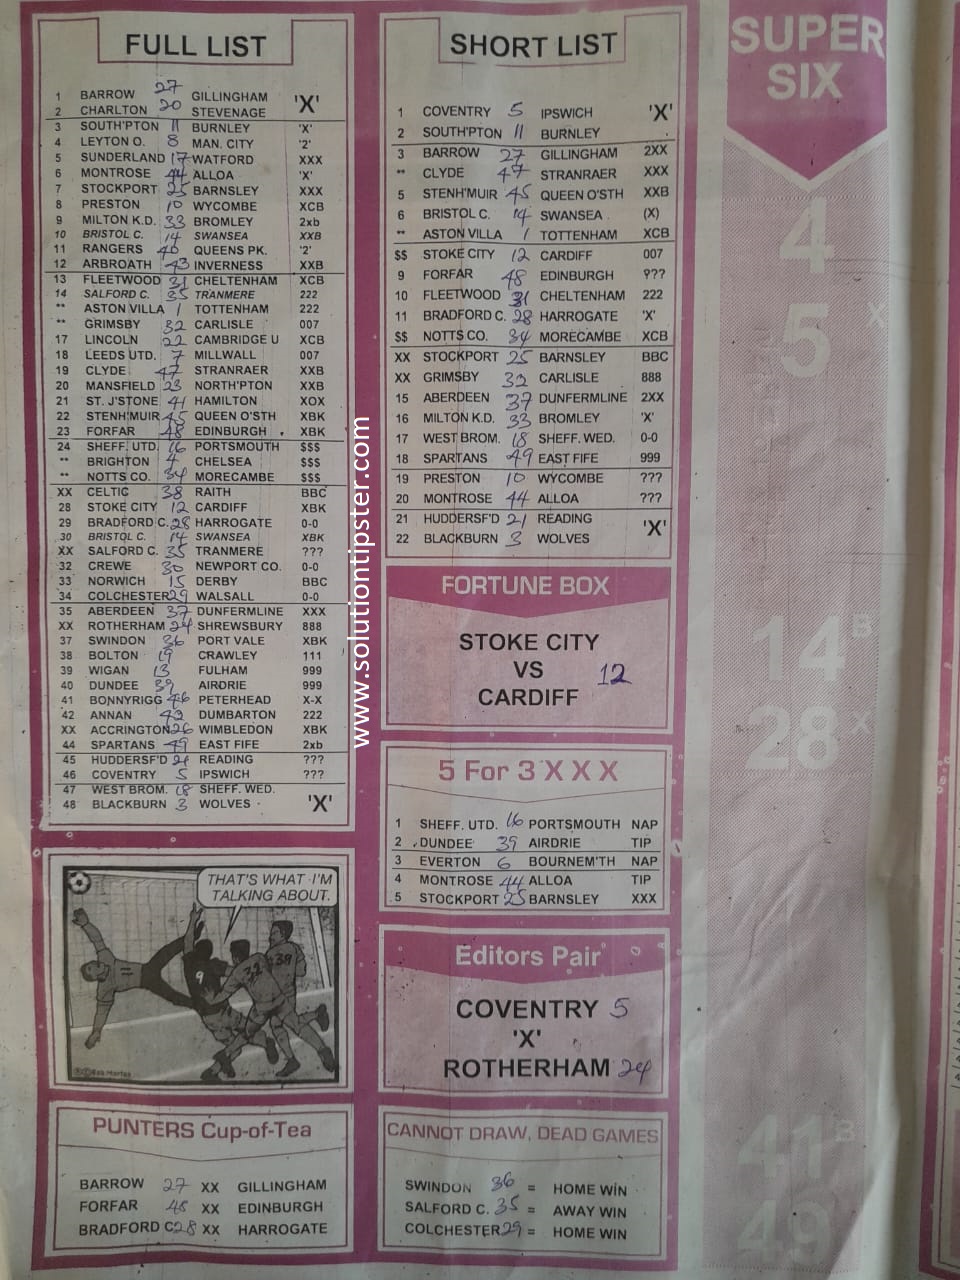 FULL LIST
1 BARROW 27 GILLINGHAM 'X'
2 CHARLTON 20 STEVENAGE
3 SOUTH'PTON 11 BURNLEY 'X'
4 LEYTON O. 8 MAN. CITY '2'
5 SUNDERLAND 17 WATFORD XXX
6 MONTROSE 44 ALLOA 'X'
7 STOCKPORT 25 BARNSLEY XXX
8 PRESTON 10 WYCOMBE XCB
9 MILTON K.D. 33 BROMLEY 2xb
10 BRISTOL C. 14 SWANSEA XXB
11 RANGERS 40 QUEENS PK. '2'
12 ARBROATH 43 INVERNESS XXB
13 FLEETWOOD 31 CHELTENHAM XCB
14 SALFORD C. 35 TRANMERE 222
** ASTON VILLA 1 TOTTENHAM 222
** GRIMSBY 32 CARLISLE 007
17 LINCOLN 22 CAMBRIDGE U XCB
18 LEEDS UTD. 7 MILLWALL 007
19 CLYDE 47 STRANRAER XXB
20 MANSFIELD 23 NORTH'PTON XXB
21 ST. J'STONE 41 HAMILTON XOX
22 STENH'MUIR 45 QUEEN O'STH XBK
23 FORFAR 48 EDINBURGH XBK
24 SHEFF. UTD. 16 PORTSMOUTH $$$
** BRIGHTON 4 CHELSEA $$$
** NOTTS CO. 34 MORECAMBE $$$
XX CELTIC 38 RAITH BBC
28 STOKE CITY 12 CARDIFF XBK
29 BRADFORD C. 28 HARROGATE 0-0
30 BRISTOL C. 14 SWANSEA XBK
XX SALFORD C. 35 TRANMERE ???
32 CREWE 30 NEWPORT CO. 0-0
33 NORWICH 15 DERBY BBC
34 COLCHESTER 29 WALSALL 0-0
35 ABERDEEN 37 DUNFERMLINE XXX
XX ROTHERHAM 24 SHREWSBURY 888
37 SWINDON 36 PORT VALE XBK
38 BOLTON 19 CRAWLEY 111
39 WIGAN 13 FULHAM 999
40 DUNDEE 39 AIRDRIE 999
41 BONNYRIGG 46 PETERHEAD X-X
42 ANNAN 42 DUMBARTON 222
XX ACCRINGTON 26 WIMBLEDON XBK
44 SPARTANS 49 EAST FIFE 2xb
45 HUDDERSF'D 21 READING ???
46 COVENTRY 5 IPSWICH ???
47 WEST BROM. 18 SHEFF. WED.
48 BLACKBURN 3 WOLVES 'X'
THAT'S WHAT I'M
TALKING ABOUT.
9 32 39
PUNTERS Cup-of-Tea
BARROW 27 XX GILLINGHAM
FORFAR 48 XX EDINBURGH
BRADFORD C 28 XX HARROGATE
www.solutiontipster.com
SHORT LIST
1 COVENTRY 5 IPSWICH 'X'
2 SOUTH'PTON 11 BURNLEY
3 BARROW 27 GILLINGHAM 2XX
** CLYDE 47 STRANRAER XXX
5 STENH'MUIR 45 QUEEN O'STH XXB
6 BRISTOL C. 14 SWANSEA (X)
** ASTON VILLA 1 TOTTENHAM XCB
$$ STOKE CITY 12 CARDIFF 007
9 FORFAR 48 EDINBURGH ???
10 FLEETWOOD 31 CHELTENHAM 222
11 BRADFORD C. 28 HARROGATE 'X'
$$ NOTTS CO. 34 MORECAMBE XCB
XX STOCKPORT 25 BARNSLEY BBC
XX GRIMSBY 32 CARLISLE 888
15 ABERDEEN 37 DUNFERMLINE 2XX
16 MILTON K.D. 33 BROMLEY 'X'
17 WEST BROM. 18 SHEFF. WED. 0-0
18 SPARTANS 49 EAST FIFE 999
19 PRESTON 10 WYCOMBE ???
20 MONTROSE 44 ALLOA ???
21 HUDDERSF'D 21 READING 'X'
22 BLACKBURN 3 WOLVES
FORTUNE BOX
STOKE CITY
VS 12
CARDIFF
5 For 3 X X X
1 SHEFF. UTD. 16 PORTSMOUTH NAP
2 DUNDEE 39 AIRDRIE TIP
3 EVERTON 6 BOURNEM'TH NAP
4 MONTROSE 44 ALLOA TIP
5 STOCKPORT 25 BARNSLEY XXX
Editors Pair
COVENTRY 5
'X'
ROTHERHAM 24
CANNOT DRAW, DEAD GAMES
SWINDON 36 = HOME WIN
SALFORD C. 35 = AWAY WIN
COLCHESTER 29 = HOME WIN
SUPER
SIX
4
5 X
14 B
28 X
41 B
49